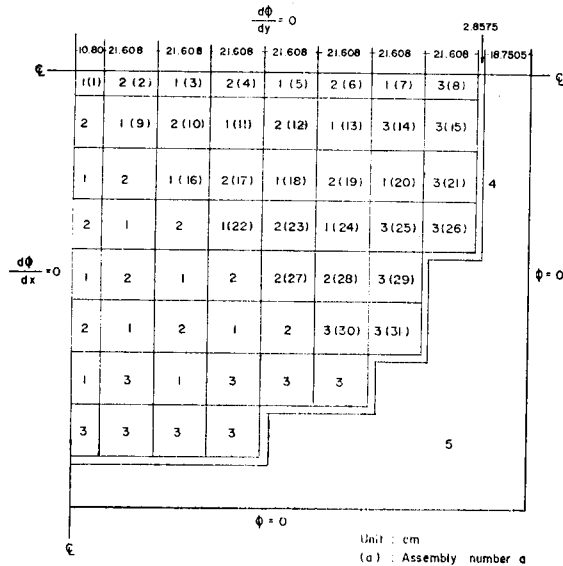 dφ/dy = 0
2.8575
10.80 21.608 21.608 21.608 21.608 21.608 21.608 21.608 18.7505
℄ ℄
1(1) 2(2) 1(3) 2(4) 1(5) 2(6) 1(7) 3(8)
2 1(9) 2(10) 1(11) 2(12) 1(13) 3(14) 3(15)
1 2 1(16) 2(17) 1(18) 2(19) 1(20) 3(21) 4
2 1 2 1(22) 2(23) 1(24) 3(25) 3(26)
dφ/dx = 0 1 2 1 2 2(27) 2(28) 3(29) φ = 0
2 1 2 1 2 3(30) 3(31)
1 3 1 3 3 3
3 3 3 3 5
φ = 0
℄
Unit : cm
(a) : Assembly number a